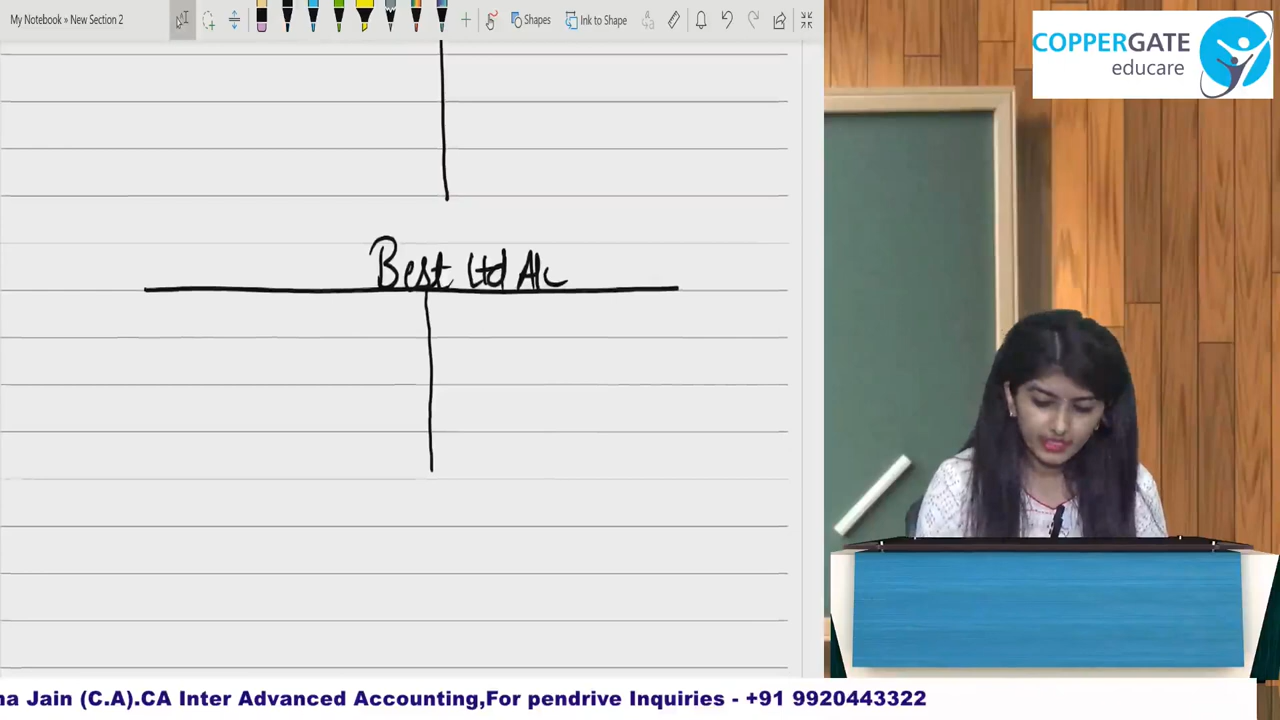 My Notebook » New Section 2
Shapes
Ink to Shape
COPPERGATE
educare
Best Ltd A/c
na Jain (C.A).CA Inter Advanced Accounting,For pendrive Inquiries - +91 9920443322